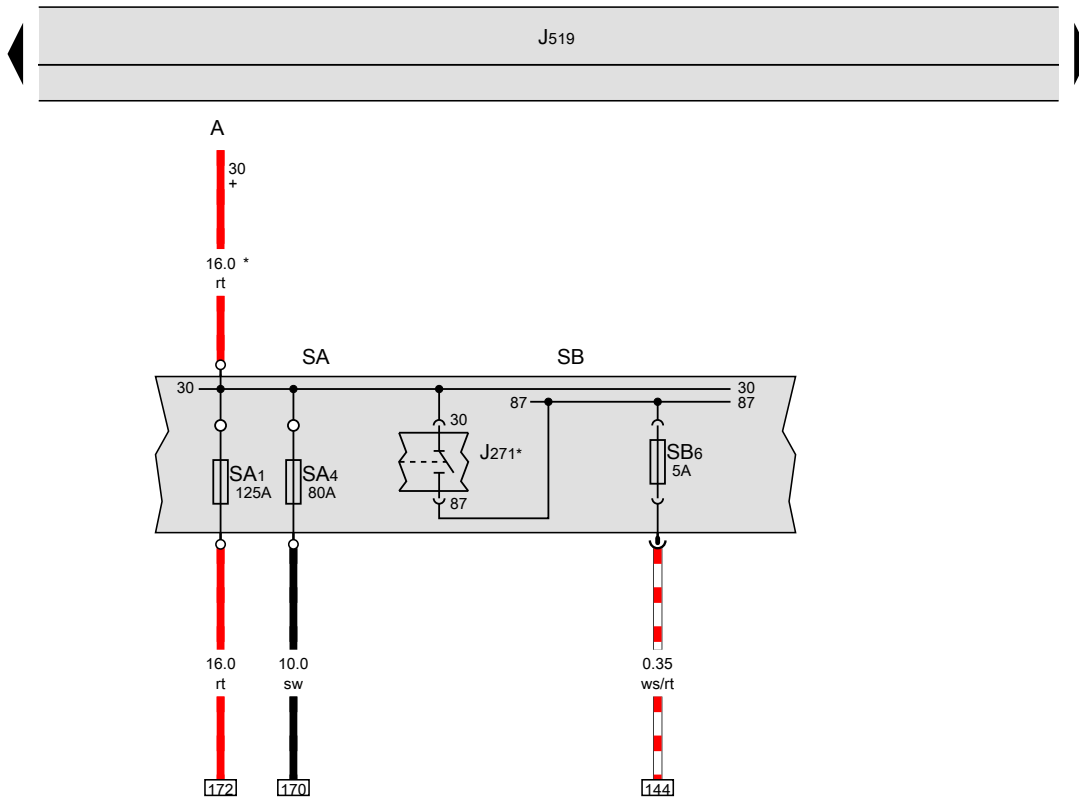 J519
A
30
+
16.0 *
rt
SA SB
30 30
87 87
30
J271*
SA1
125A
SA4
80A
SB6
5A
87
16.0 10.0 0.35
rt sw ws/rt
172 170 144